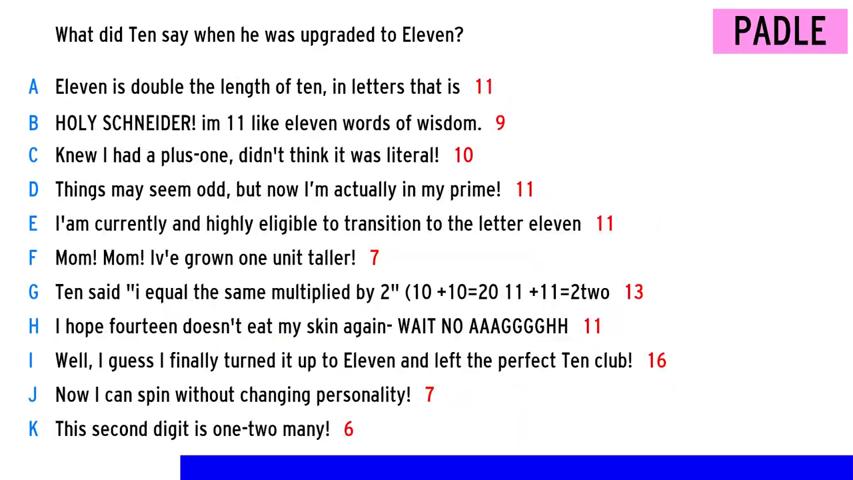 What did Ten say when he was upgraded to Eleven?
PADLE
A Eleven is double the length of ten, in letters that is 11
B HOLY SCHNEIDER! im 11 like eleven words of wisdom. 9
C Knew I had a plus-one, didn't think it was literal! 10
D Things may seem odd, but now I'm actually in my prime! 11
E I'am currently and highly eligible to transition to the letter eleven 11
F Mom! Mom! Iv'e grown one unit taller! 7
G Ten said "i equal the same multiplied by 2" (10 +10=20 11 +11=2two 13
H I hope fourteen doesn't eat my skin again- WAIT NO AAAGGGGHH 11
I Well, I guess I finally turned it up to Eleven and left the perfect Ten club! 16
J Now I can spin without changing personality! 7
K This second digit is one-two many! 6